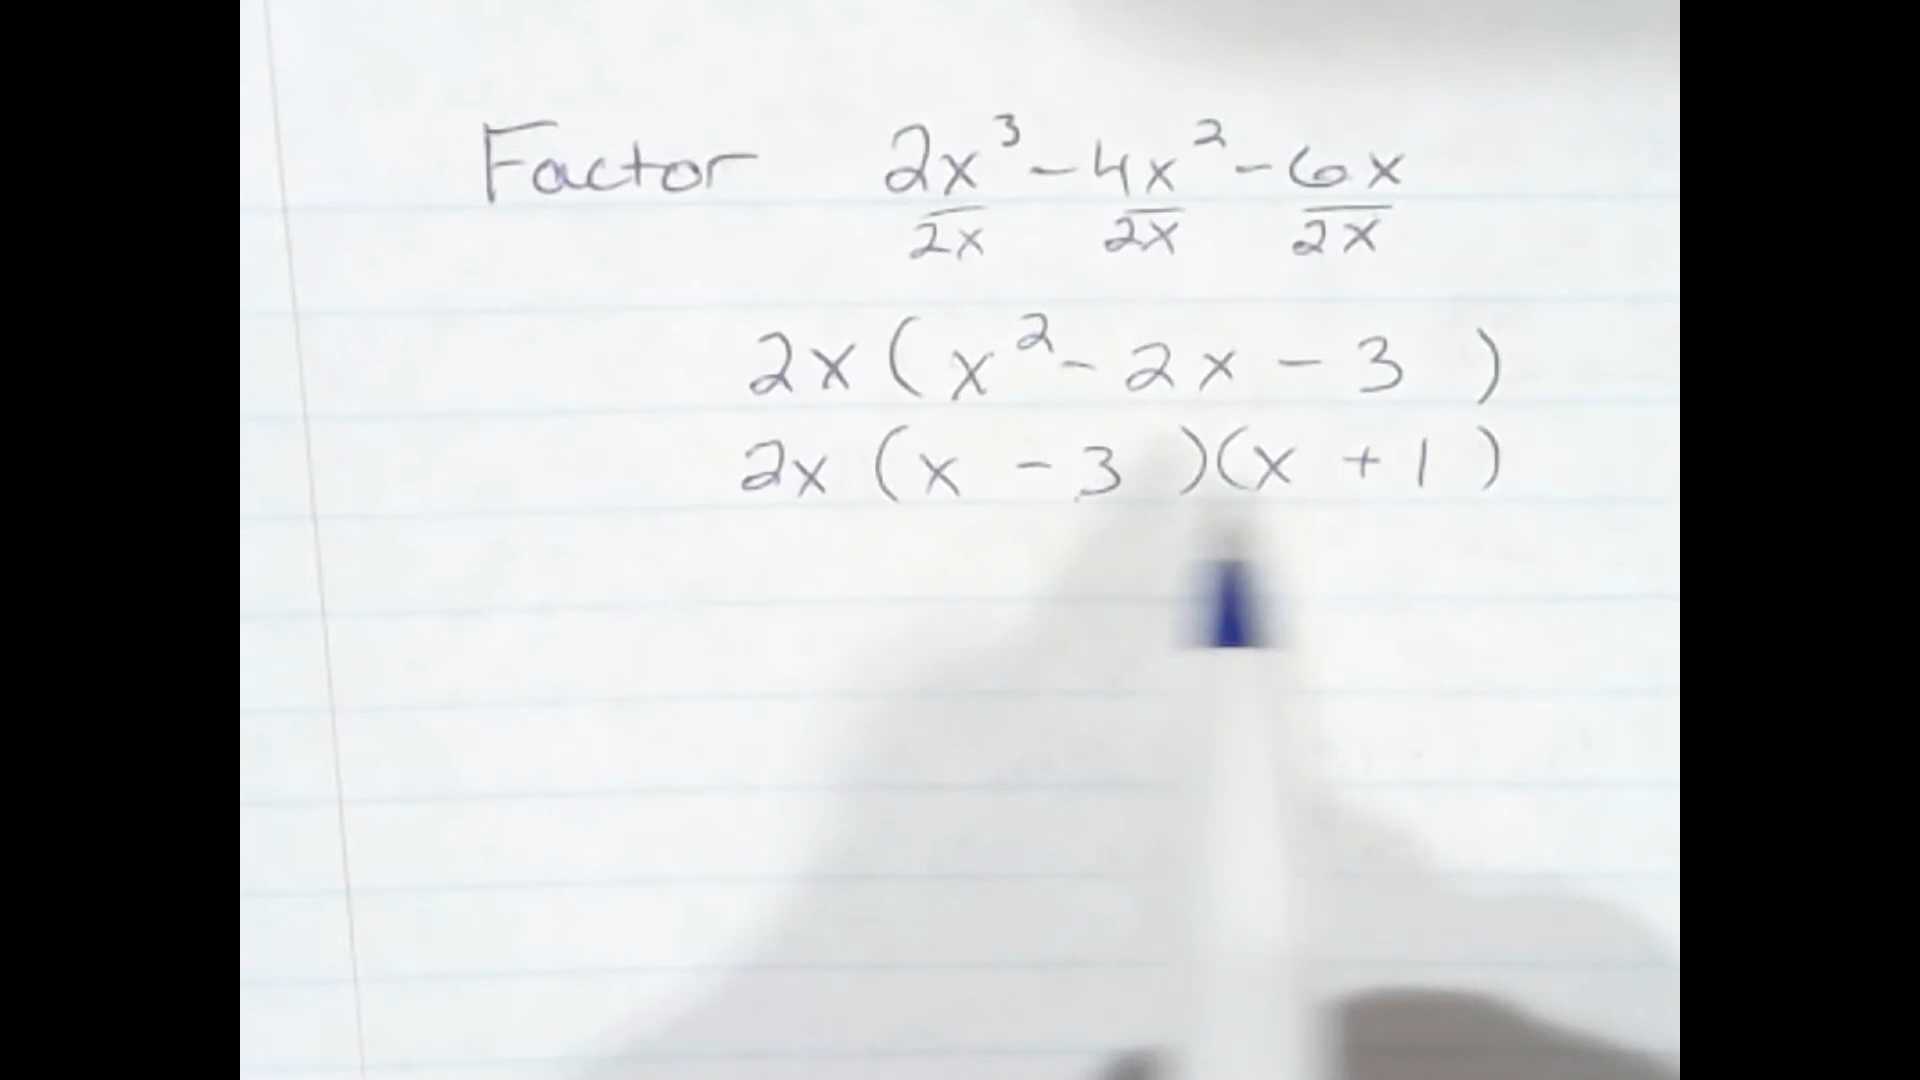 Factor 2x³ - 4x² - 6x
2x 2x 2x
2x ( x² - 2x - 3 )
2x ( x - 3 )( x + 1 )